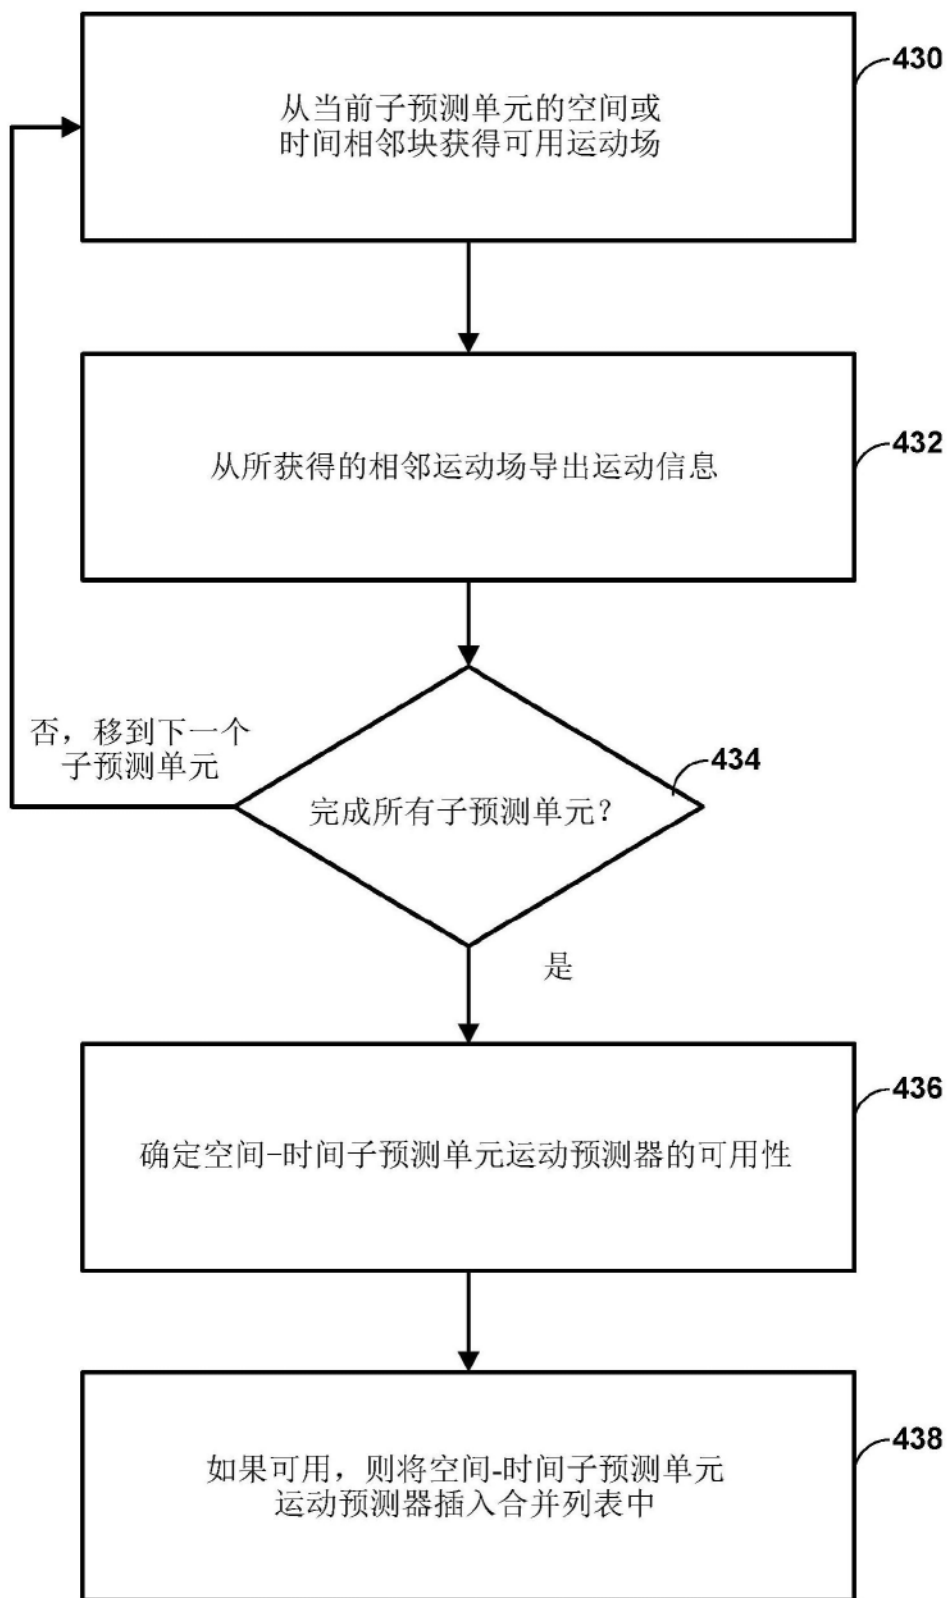 430
从当前子预测单元的空间或
时间相邻块获得可用运动场
432
从所获得的相邻运动场导出运动信息
否，移到下一个
子预测单元
434
完成所有子预测单元？
是
436
确定空间-时间子预测单元运动预测器的可用性
438
如果可用，则将空间-时间子预测单元
运动预测器插入合并列表中